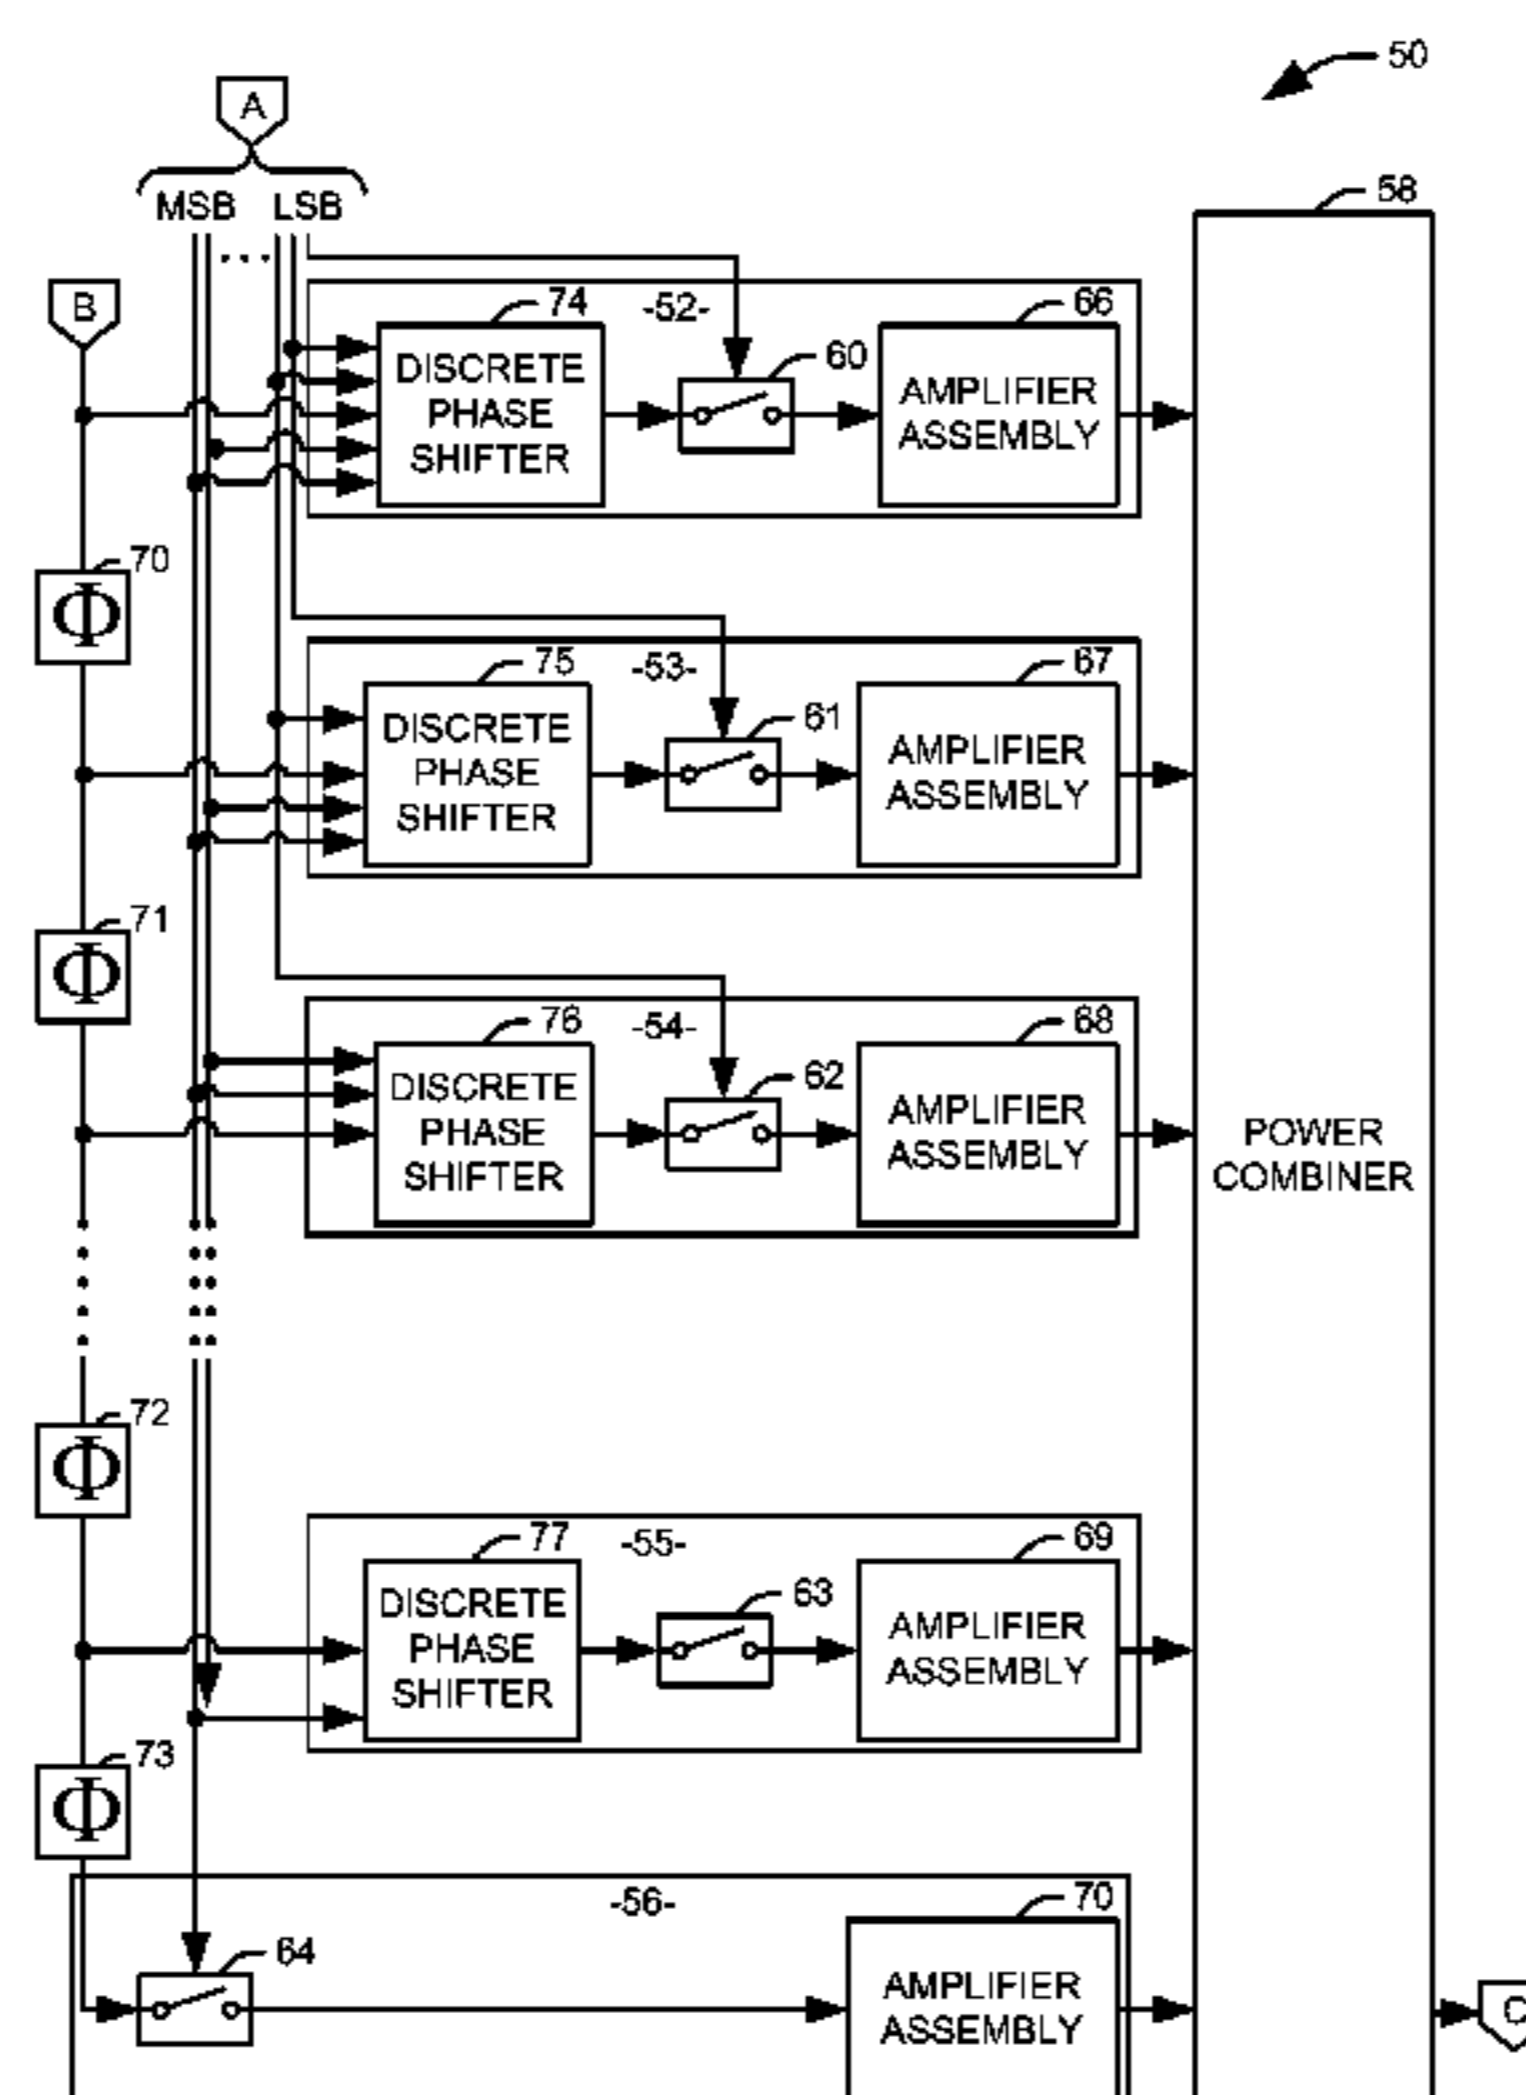 50
A
MSB LSB
58
B
74
-52-
66
60
DISCRETE
PHASE
SHIFTER
AMPLIFIER
ASSEMBLY
70
Φ
75
-53-
67
61
DISCRETE
PHASE
SHIFTER
AMPLIFIER
ASSEMBLY
71
Φ
76
-54-
68
62
DISCRETE
PHASE
SHIFTER
AMPLIFIER
ASSEMBLY
POWER
COMBINER
72
Φ
77
-55-
69
63
DISCRETE
PHASE
SHIFTER
AMPLIFIER
ASSEMBLY
73
Φ
-56-
70
64
AMPLIFIER
ASSEMBLY
C